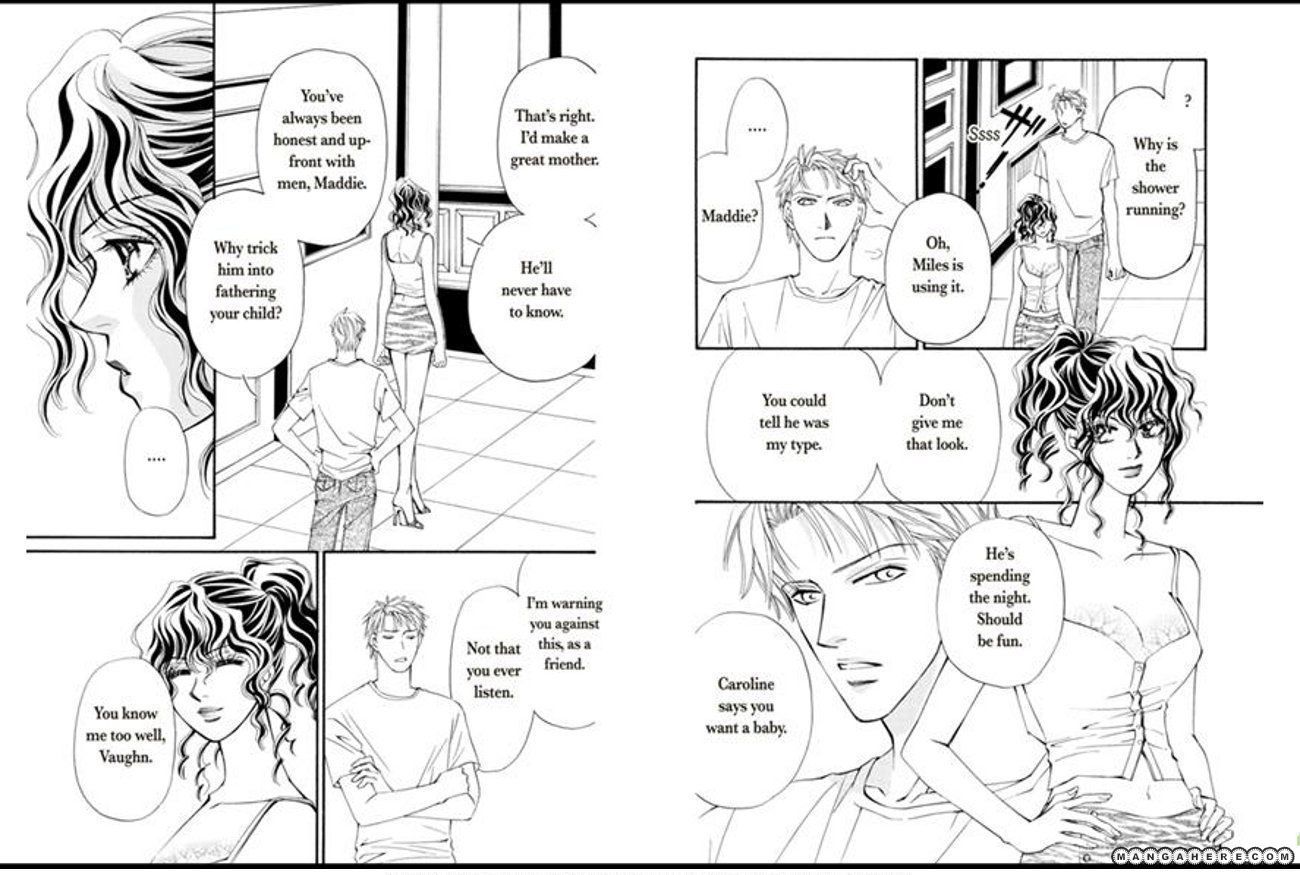 ?
Why is
the
shower
running?
Ssss
Oh,
Miles is
using it.
....
Maddie?
Don't
give me
that look.
You could
tell he was
my type.
He's
spending
the night.
Should
be fun.
Caroline
says you
want a baby.
That's right.
I'd make a
great mother.
He'll
never have
to know.
You've
always been
honest and up-
front with
men, Maddie.
Why trick
him into
fathering
your child?
....
I'm warning
you against
this, as a
friend.
Not that
you ever
listen.
You know
me too well,
Vaughn.
MANGAHERE.COM